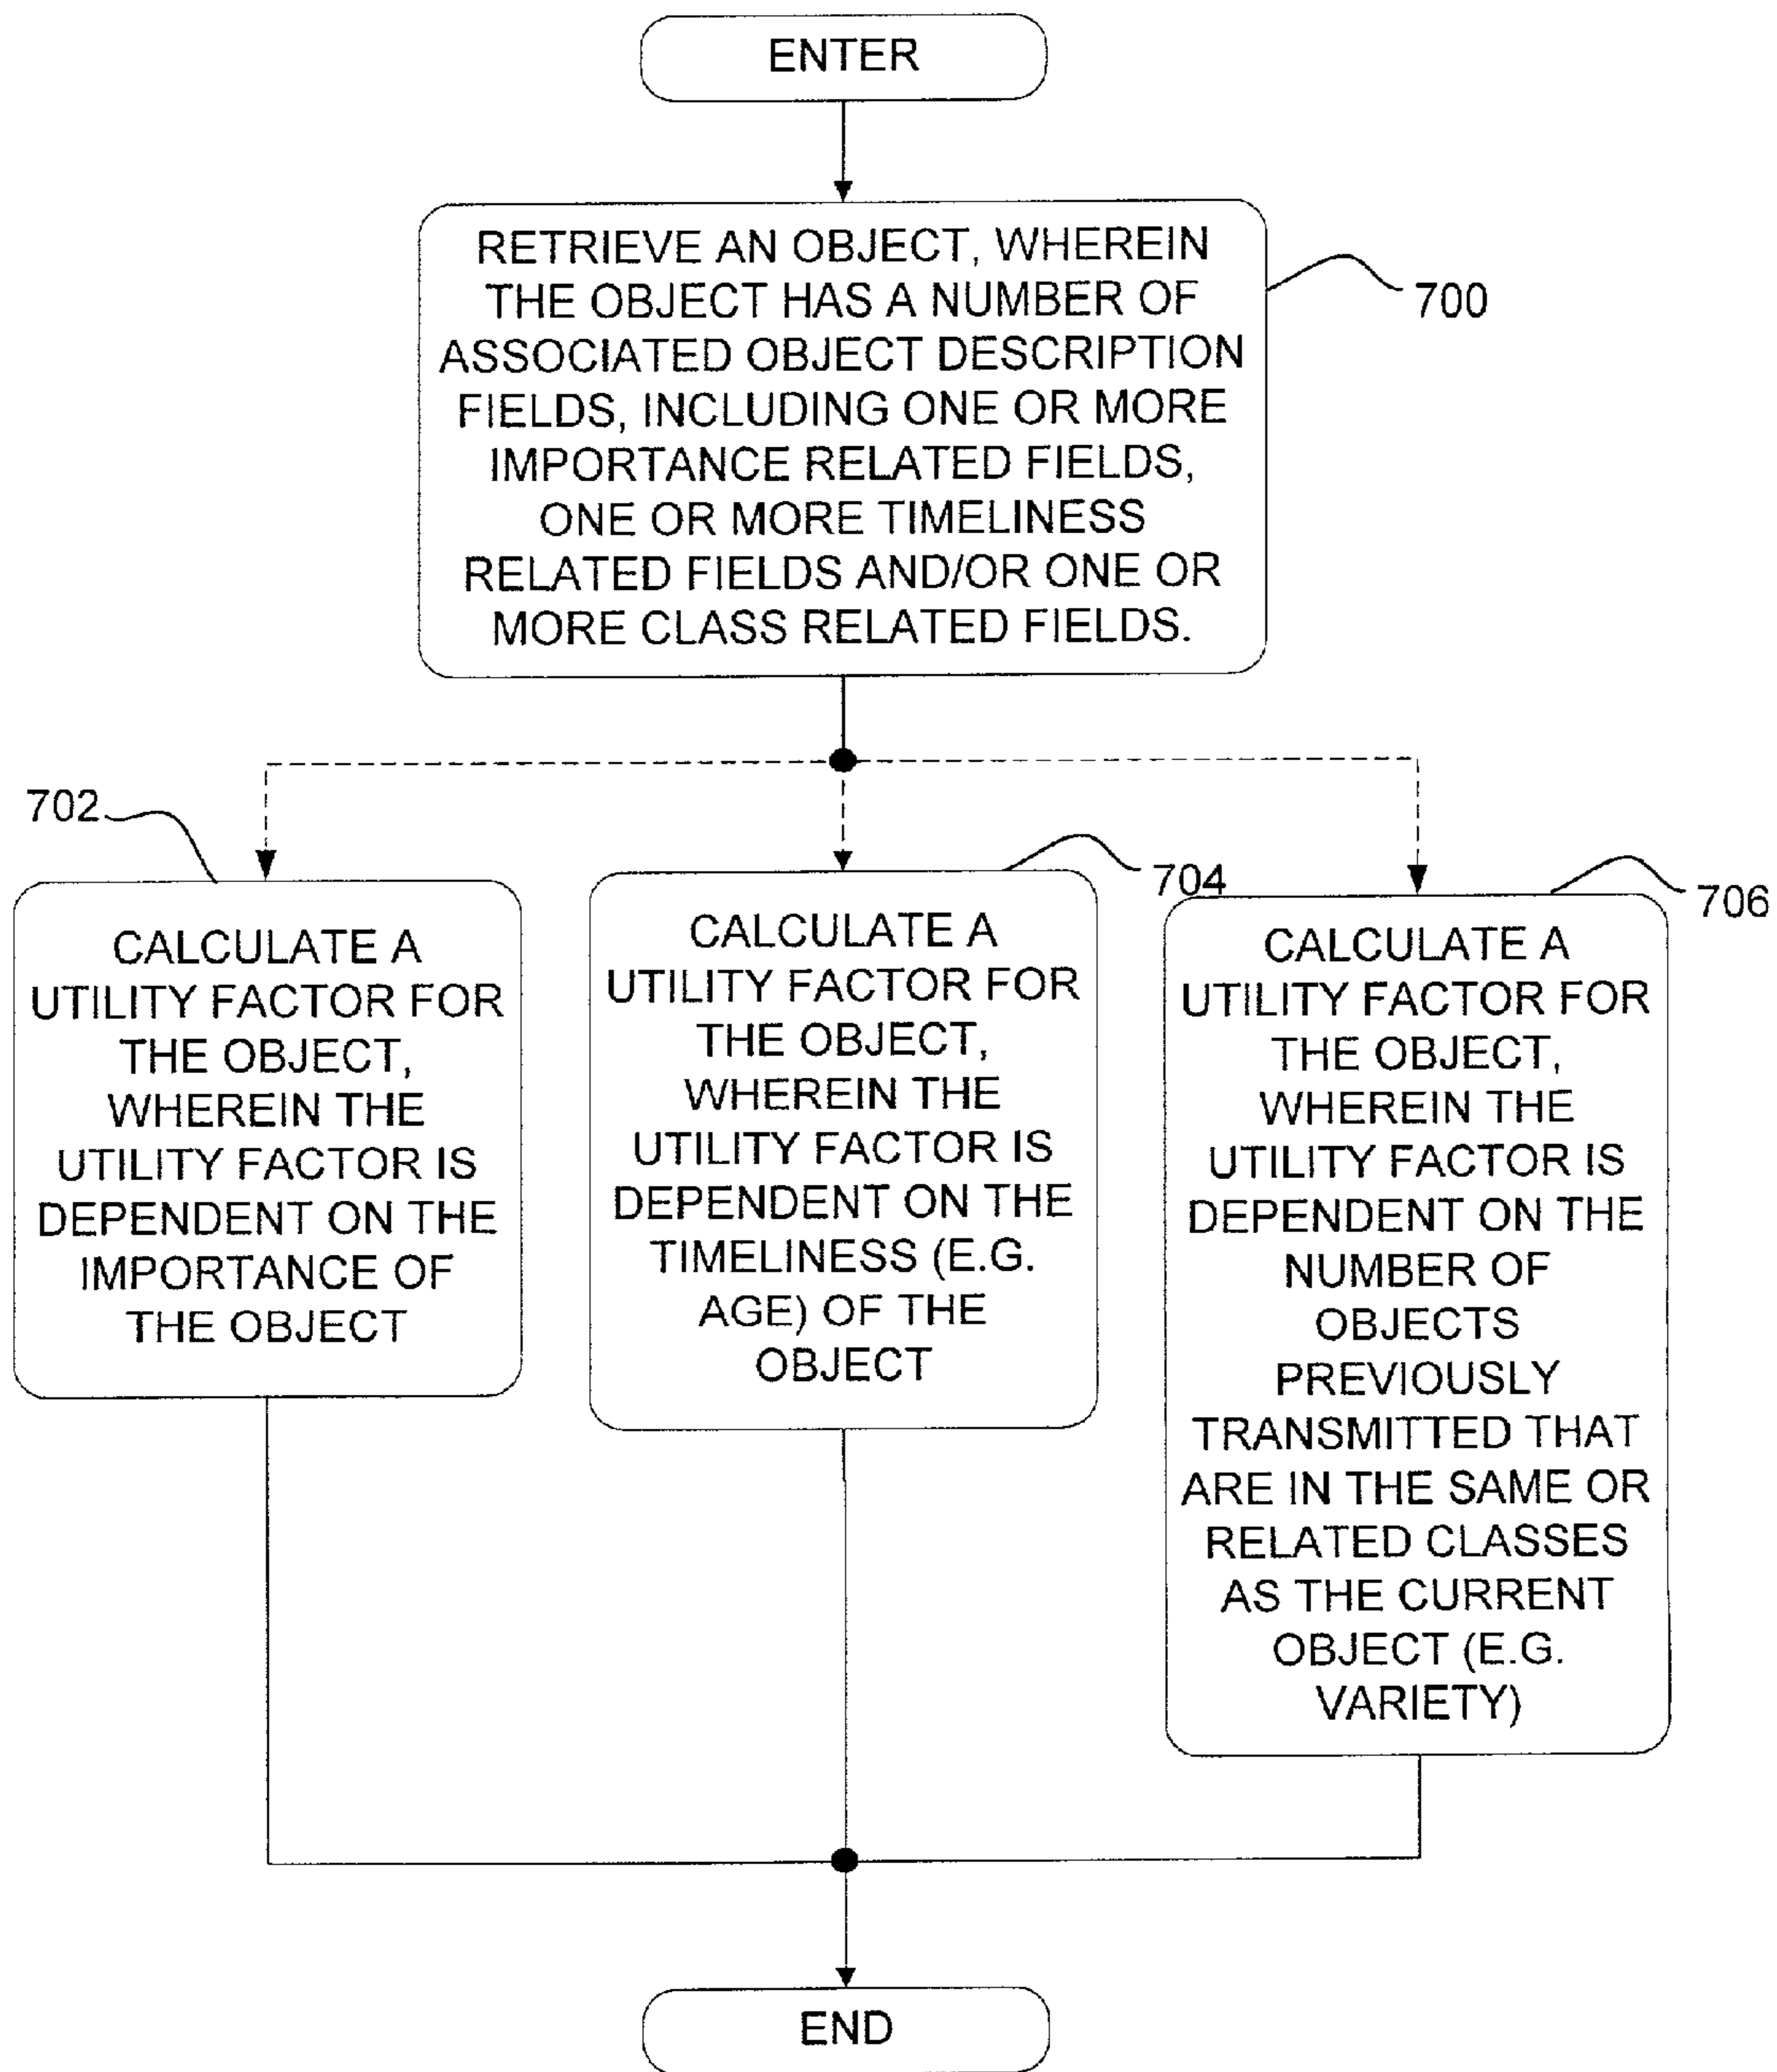 ENTER
RETRIEVE AN OBJECT, WHEREIN
THE OBJECT HAS A NUMBER OF
ASSOCIATED OBJECT DESCRIPTION
FIELDS, INCLUDING ONE OR MORE
IMPORTANCE RELATED FIELDS,
ONE OR MORE TIMELINESS
RELATED FIELDS AND/OR ONE OR
MORE CLASS RELATED FIELDS.
700
702
CALCULATE A
UTILITY FACTOR FOR
THE OBJECT,
WHEREIN THE
UTILITY FACTOR IS
DEPENDENT ON THE
IMPORTANCE OF
THE OBJECT
704
CALCULATE A
UTILITY FACTOR FOR
THE OBJECT,
WHEREIN THE
UTILITY FACTOR IS
DEPENDENT ON THE
TIMELINESS (E.G.
AGE) OF THE
OBJECT
706
CALCULATE A
UTILITY FACTOR FOR
THE OBJECT,
WHEREIN THE
UTILITY FACTOR IS
DEPENDENT ON THE
NUMBER OF
OBJECTS
PREVIOUSLY
TRANSMITTED THAT
ARE IN THE SAME OR
RELATED CLASSES
AS THE CURRENT
OBJECT (E.G.
VARIETY)
END